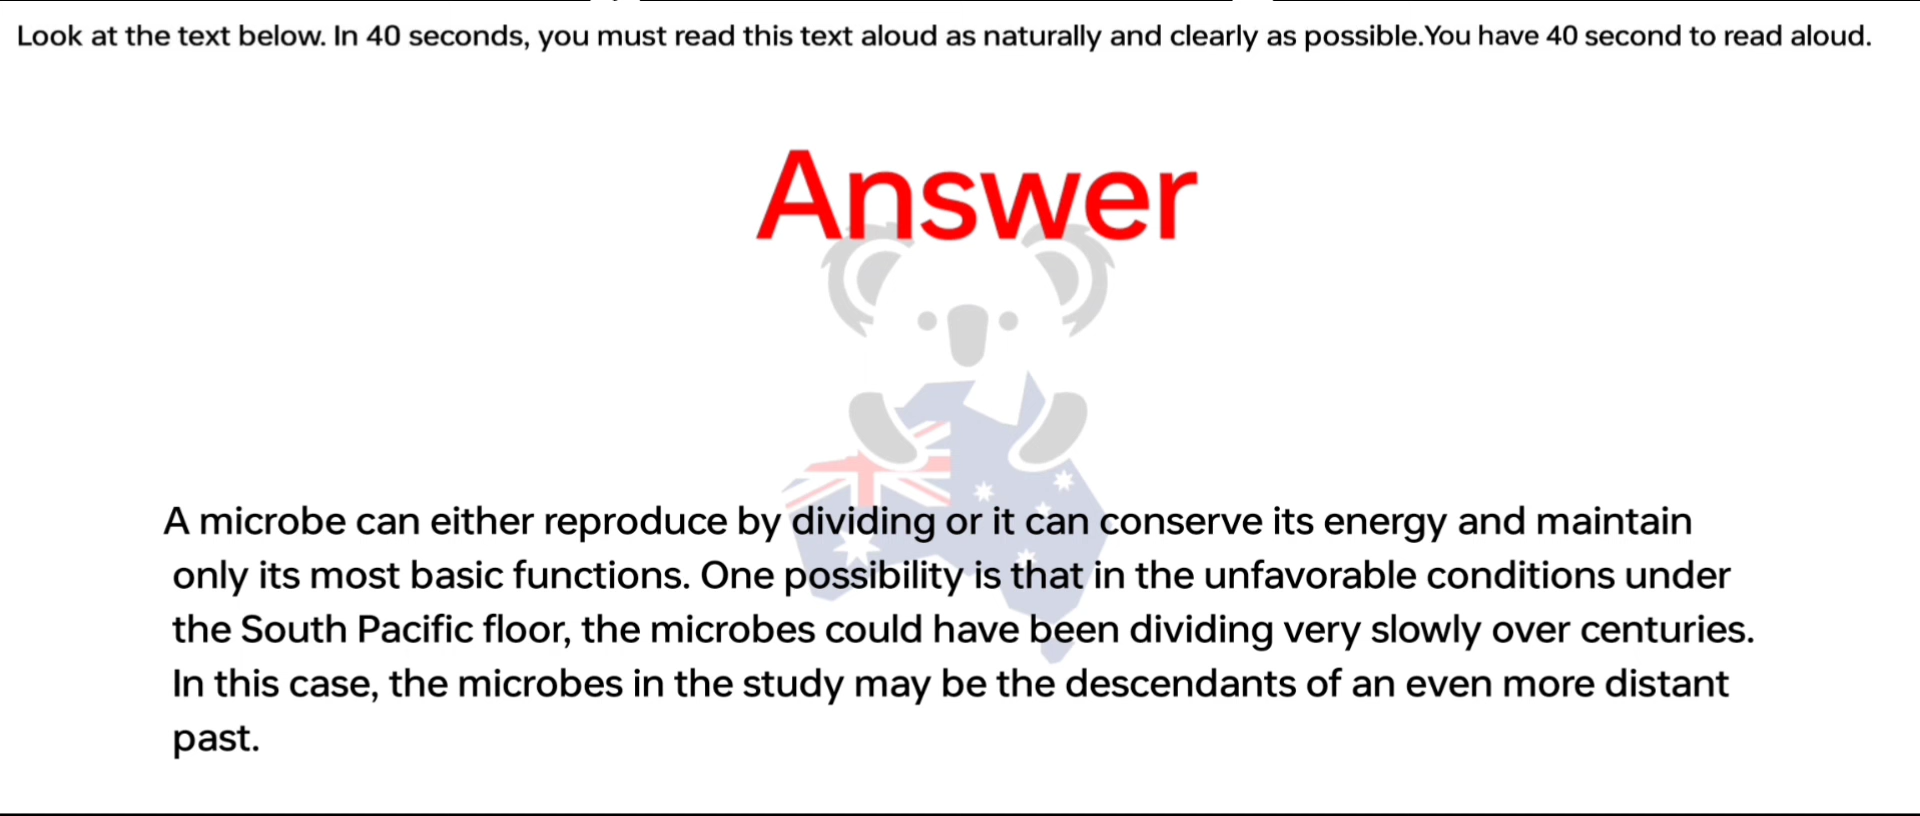 Look at the text below. In 40 seconds, you must read this text aloud as naturally and clearly as possible.You have 40 second to read aloud.
Answer
A microbe can either reproduce by dividing or it can conserve its energy and maintain
only its most basic functions. One possibility is that in the unfavorable conditions under
the South Pacific floor, the microbes could have been dividing very slowly over centuries.
In this case, the microbes in the study may be the descendants of an even more distant
past.